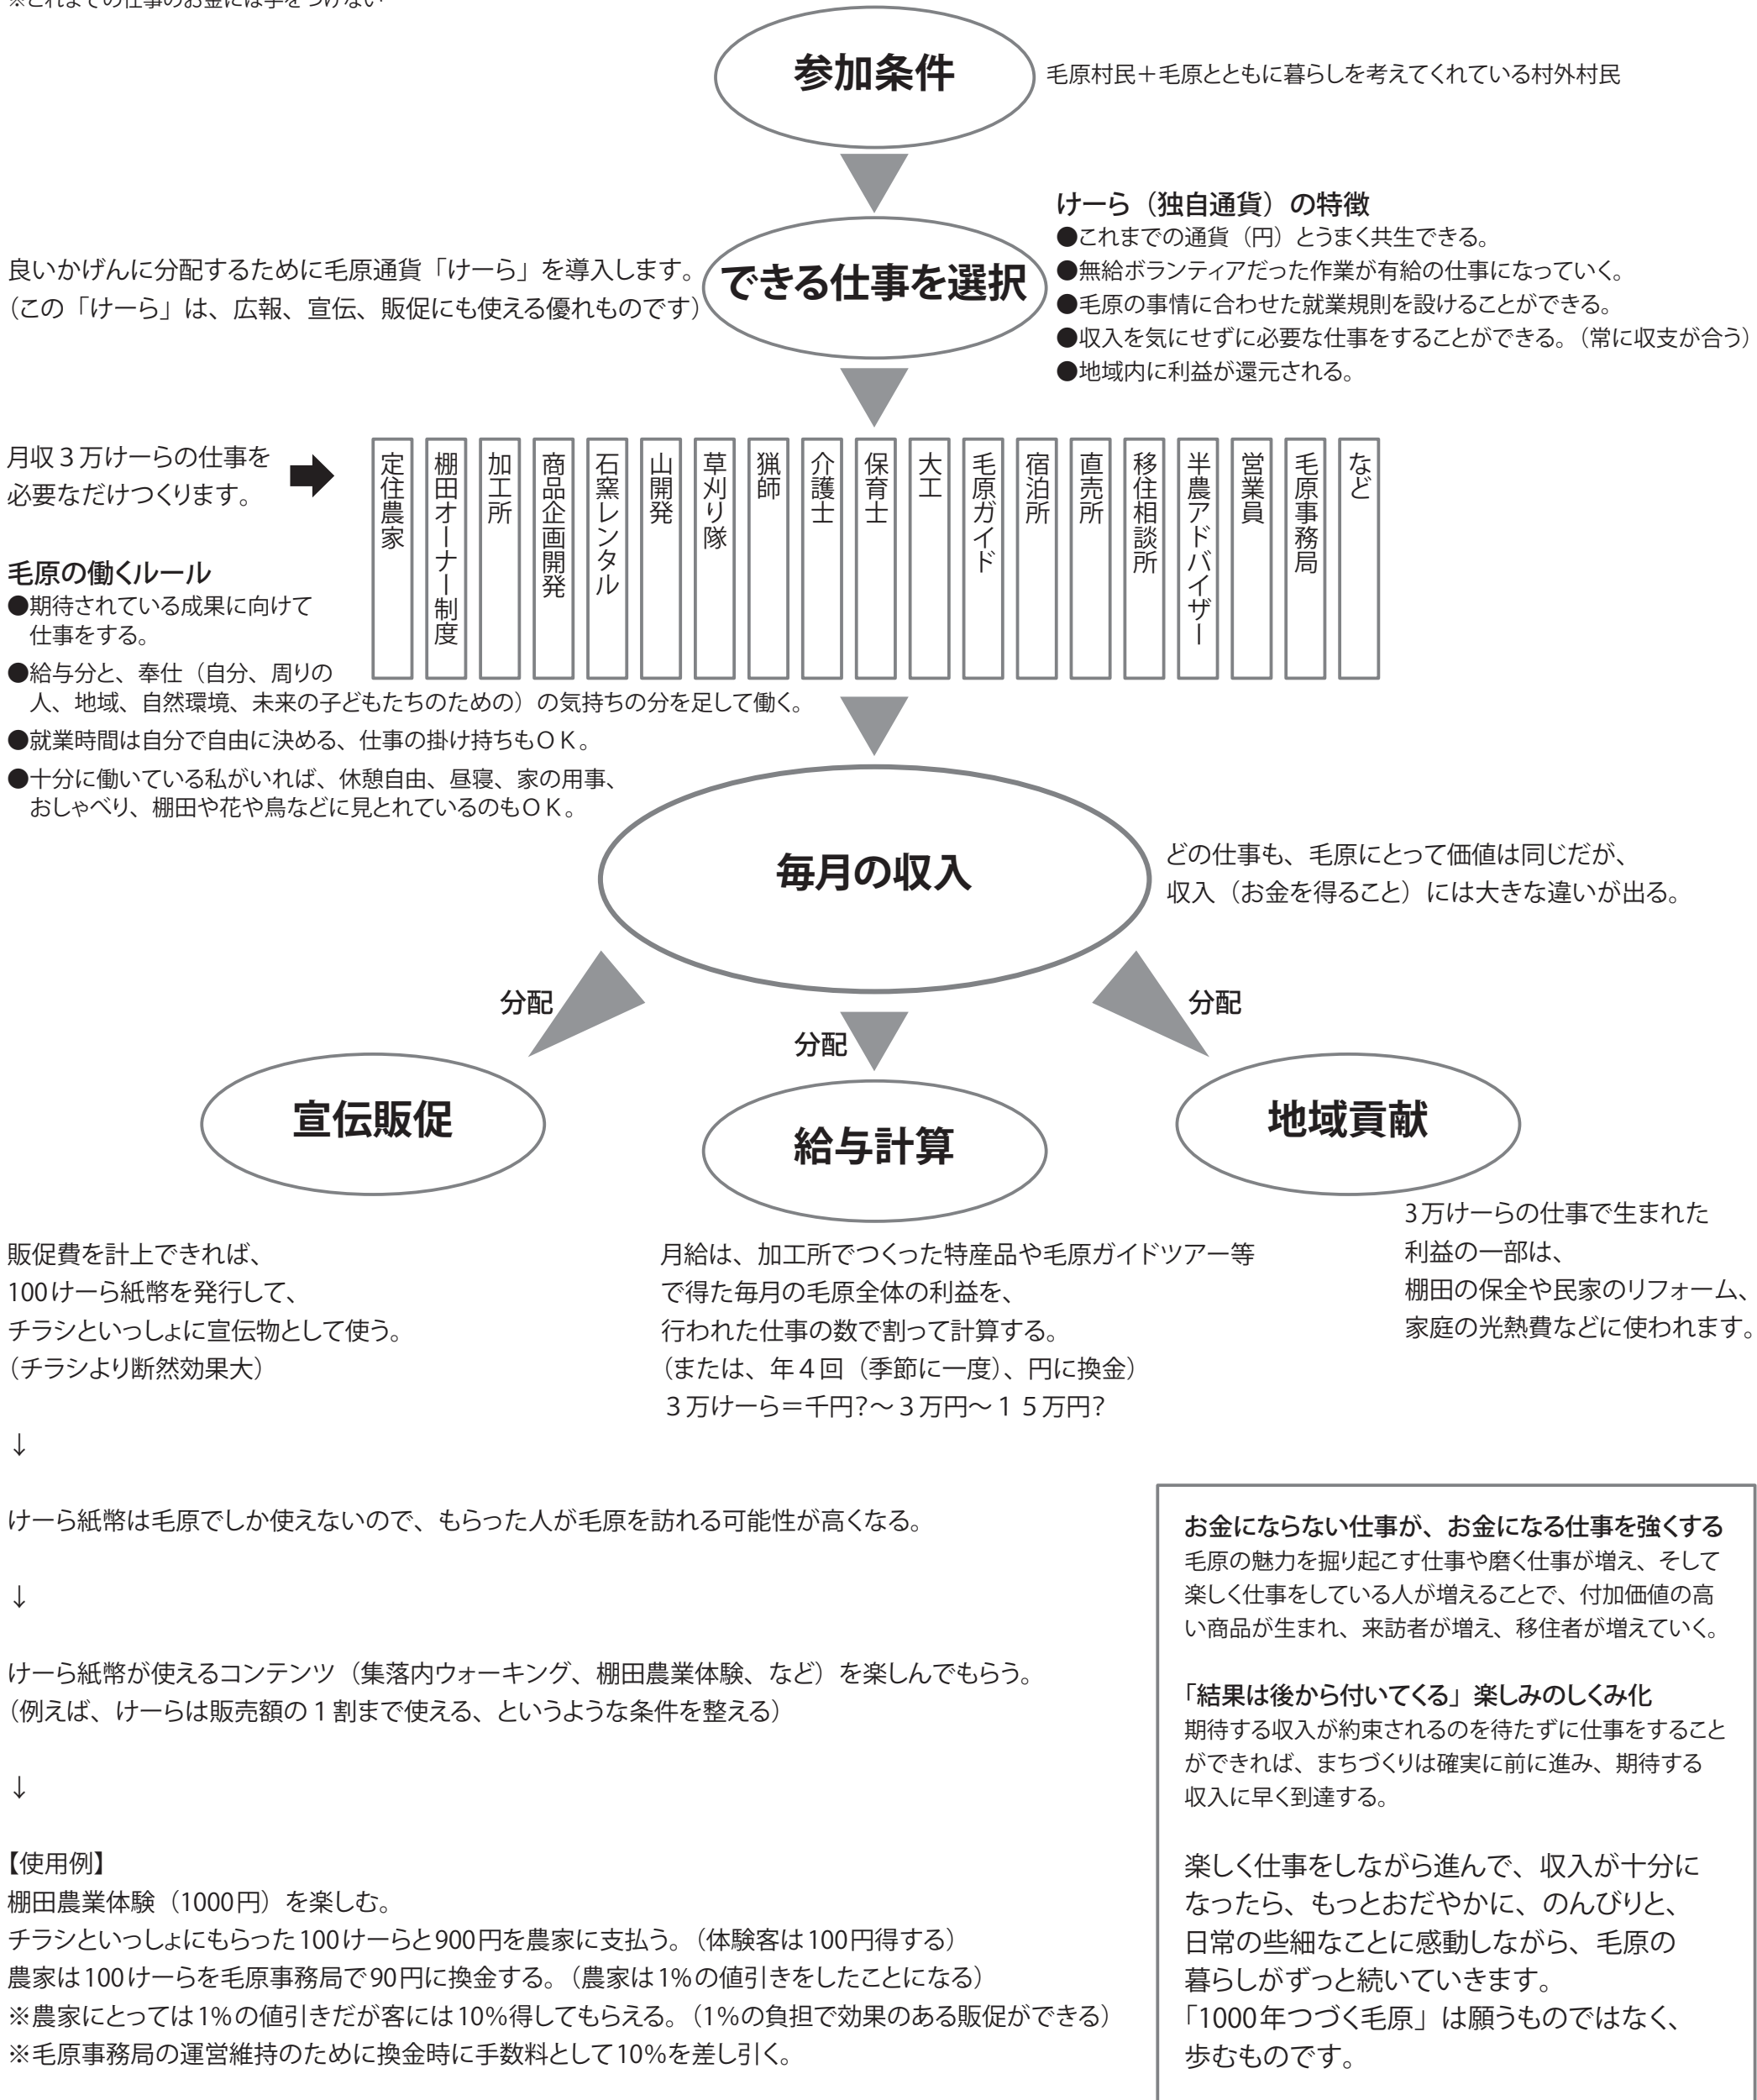 ※これまでの仕事のお金には手をつけない
参加条件
毛原村民＋毛原とともに暮らしを考えてくれている村外村民
できる仕事を選択
良いかげんに分配するために毛原通貨「けーら」を導入します。
（この「けーら」は、広報、宣伝、販促にも使える優れものです）
けーら（独自通貨）の特徴
●これまでの通貨（円）とうまく共生できる。
●無給ボランティアだった作業が有給の仕事になっていく。
●毛原の事情に合わせた就業規則を設けることができる。
●収入を気にせずに必要な仕事をすることができる。（常に収支が合う）
●地域内に利益が還元される。
月収３万けーらの仕事を
必要なだけつくります。
定住農家
棚田オーナー制度
加工所
商品企画開発
石窯レンタル
山開発
草刈り隊
猟師
介護士
保育士
大工
毛原ガイド
宿泊所
直売所
移住相談所
半農アドバイザー
営業員
毛原事務局
など
毛原の働くルール
●期待されている成果に向けて
仕事をする。
●給与分と、奉仕（自分、周りの
人、地域、自然環境、未来の子どもたちのための）の気持ちの分を足して働く。
●就業時間は自分で自由に決める、仕事の掛け持ちもＯＫ。
●十分に働いている私がいれば、休憩自由、昼寝、家の用事、
おしゃべり、棚田や花や鳥などに見とれているのもＯＫ。
毎月の収入
どの仕事も、毛原にとって価値は同じだが、
収入（お金を得ること）には大きな違いが出る。
分配
分配
分配
宣伝販促
給与計算
地域貢献
販促費を計上できれば、
100けーら紙幣を発行して、
チラシといっしょに宣伝物として使う。
（チラシより断然効果大）
↓
けーら紙幣は毛原でしか使えないので、もらった人が毛原を訪れる可能性が高くなる。
↓
けーら紙幣が使えるコンテンツ（集落内ウォーキング、棚田農業体験、など）を楽しんでもらう。
（例えば、けーらは販売額の１割まで使える、というような条件を整える）
↓
【使用例】
棚田農業体験（1000円）を楽しむ。
チラシといっしょにもらった100けーらと900円を農家に支払う。（体験客は100円得する）
農家は100けーらを毛原事務局で90円に換金する。（農家は1%の値引きをしたことになる）
※農家にとっては1%の値引きだが客には10%得してもらえる。（1%の負担で効果のある販促ができる）
※毛原事務局の運営維持のために換金時に手数料として10%を差し引く。
月給は、加工所でつくった特産品や毛原ガイドツアー等
で得た毎月の毛原全体の利益を、
行われた仕事の数で割って計算する。
（または、年４回（季節に一度）、円に換金）
３万けーら＝千円?～３万円～１５万円?
3万けーらの仕事で生まれた
利益の一部は、
棚田の保全や民家のリフォーム、
家庭の光熱費などに使われます。
お金にならない仕事が、お金になる仕事を強くする
毛原の魅力を掘り起こす仕事や磨く仕事が増え、そして
楽しく仕事をしている人が増えることで、付加価値の高
い商品が生まれ、来訪者が増え、移住者が増えていく。
「結果は後から付いてくる」楽しみのしくみ化
期待する収入が約束されるのを待たずに仕事をすること
ができれば、まちづくりは確実に前に進み、期待する
収入に早く到達する。
楽しく仕事をしながら進んで、収入が十分に
なったら、もっとおだやかに、のんびりと、
日常の些細なことに感動しながら、毛原の
暮らしがずっと続いていきます。
「1000年つづく毛原」は願うものではなく、
歩むものです。